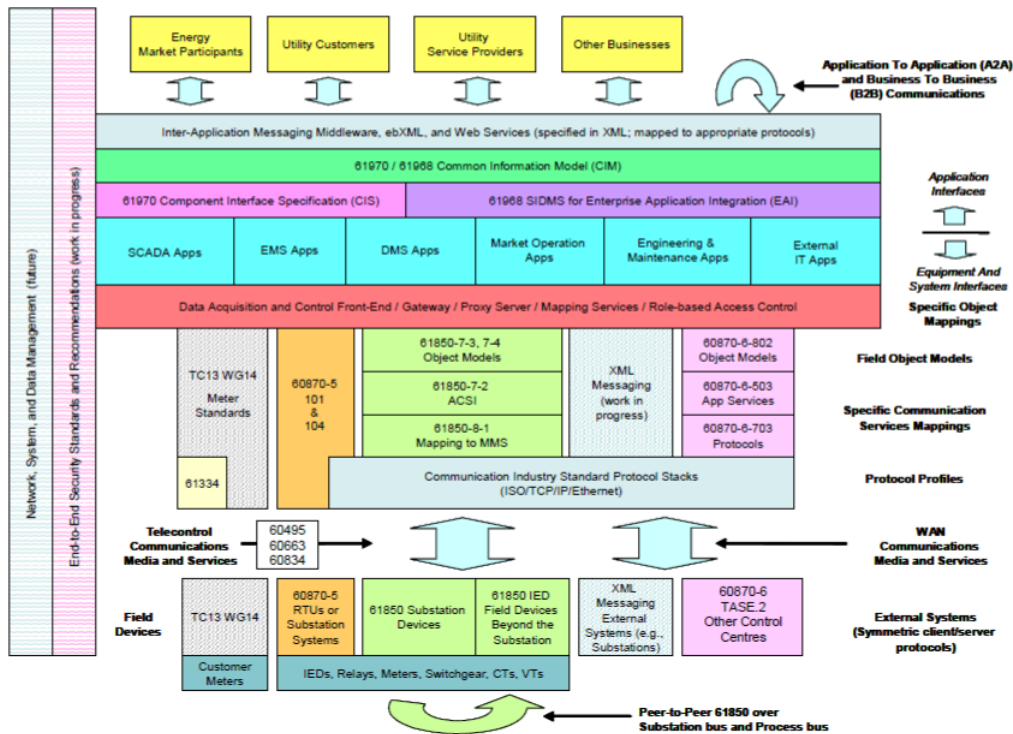 Network, System, and Data Management (future)
End-to-End Security Standards and Recommendations (work in progress)
Energy
Market Participants
Utility Customers
Utility
Service Providers
Other Businesses
Application To Application (A2A)
and Business To Business
(B2B) Communications
Inter-Application Messaging Middleware, ebXML, and Web Services (specified in XML; mapped to appropriate protocols)
61970 / 61968 Common Information Model (CIM)
61970 Component Interface Specification (CIS)
61968 SIDMS for Enterprise Application Integration (EAI)
Application
Interfaces
SCADA Apps
EMS Apps
DMS Apps
Market Operation
Apps
Engineering &
Maintenance Apps
External
IT Apps
Equipment And
System Interfaces
Data Acquisition and Control Front-End / Gateway / Proxy Server / Mapping Services / Role-based Access Control
Specific Object
Mappings
TC13 WG14
Meter
Standards
61334
60870-5
101
&
104
61850-7-3, 7-4
Object Models
61850-7-2
ACSI
61850-8-1
Mapping to MMS
XML
Messaging
(work in
progress)
60870-6-802
Object Models
60870-6-503
App Services
60870-6-703
Protocols
Field Object Models
Specific Communication
Services Mappings
Communication Industry Standard Protocol Stacks
(ISO/TCP/IP/Ethernet)
Protocol Profiles
Telecontrol
Communications
Media and Services
60495
60663
60834
WAN
Communications
Media and Services
Field
Devices
TC13 WG14
60870-5
RTUs or
Substation
Systems
61850 Substation
Devices
61850 IED
Field Devices
Beyond the
Substation
XML
Messaging
External
Systems (e.g.,
Substations)
60870-6
TASE.2
Other Control
Centres
External Systems
(Symmetric client/server
protocols)
Customer
Meters
IEDs, Relays, Meters, Switchgear, CTs, VTs
Peer-to-Peer 61850 over
Substation bus and Process bus